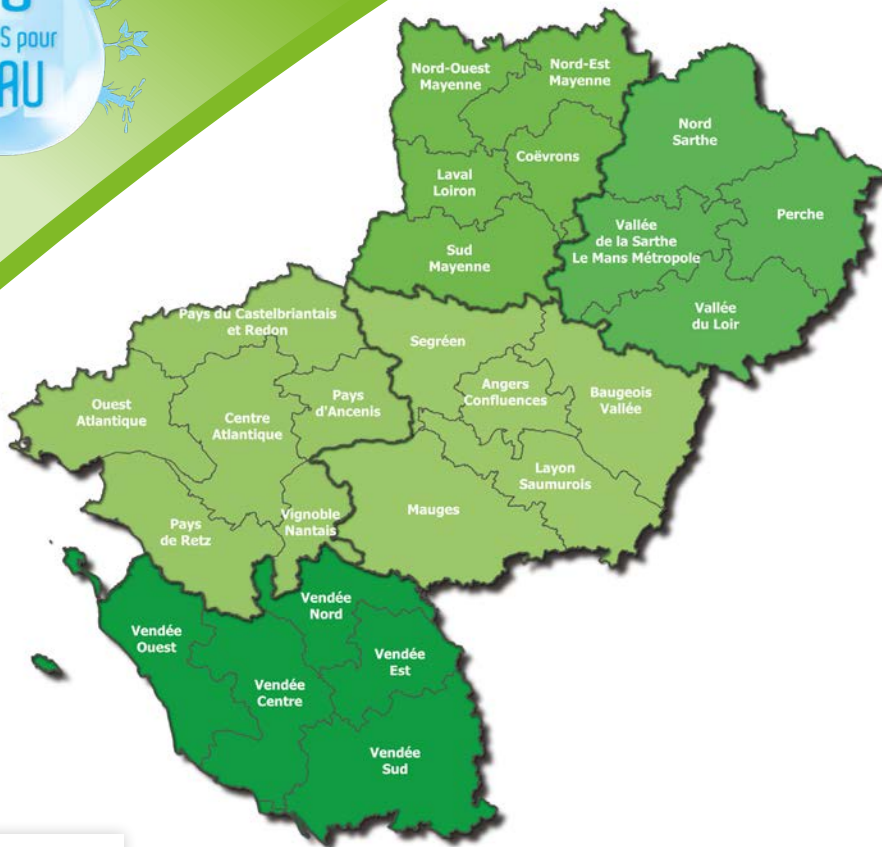 S pour
AU
Nord-Ouest
Mayenne
Nord-Est
Mayenne
Coëvrons
Laval
Loiron
Sud
Mayenne
Nord
Sarthe
Perche
Vallée
de la Sarthe
Le Mans Métropole
Vallée
du Loir
Pays du Castelbriantais
et Redon
Segréen
Ouest
Atlantique
Centre
Atlantique
Pays
d'Ancenis
Angers
Confluences
Baugeois
Vallée
Layon
Saumurois
Mauges
Pays
de Retz
Vignoble
Nantais
Vendée
Ouest
Vendée
Nord
Vendée
Est
Vendée
Centre
Vendée
Sud